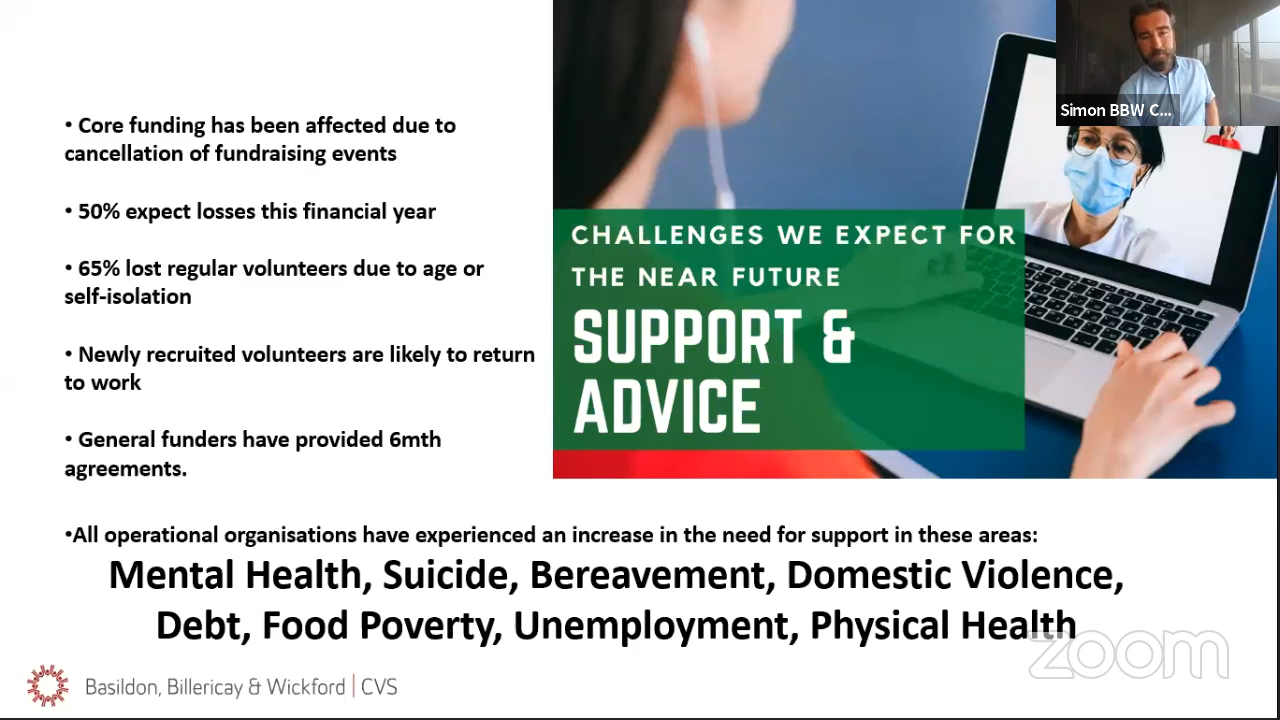 • Core funding has been affected due to
cancellation of fundraising events
• 50% expect losses this financial year
• 65% lost regular volunteers due to age or
self-isolation
• Newly recruited volunteers are likely to return
to work
• General funders have provided 6mth
agreements.
•All operational organisations have experienced an increase in the need for support in these areas:
Mental Health, Suicide, Bereavement, Domestic Violence,
Debt, Food Poverty, Unemployment, Physical Health
CHALLENGES WE EXPECT FOR
THE NEAR FUTURE
SUPPORT &
ADVICE
Simon BBW C...
zoom
Basildon, Billericay & Wickford | CVS